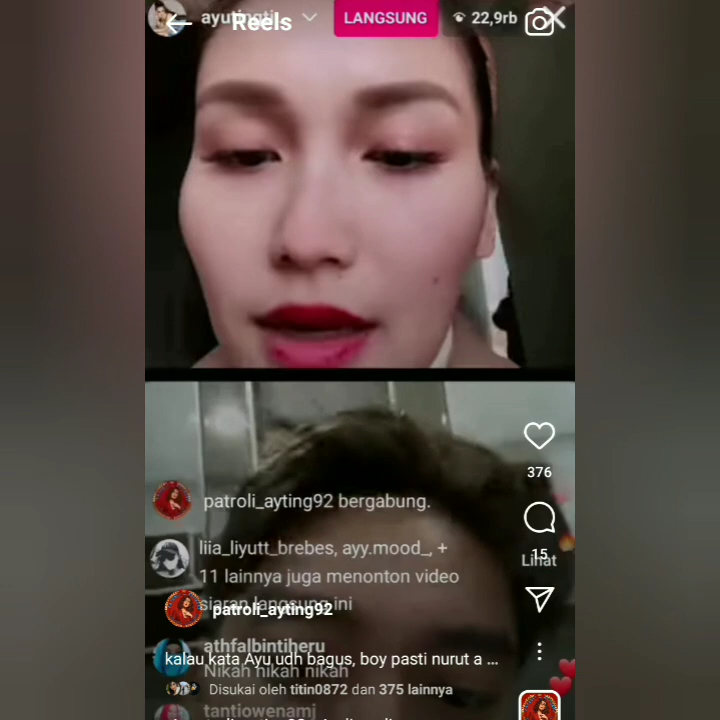 ayutingti
Reels
LANGSUNG
22,9rb
376
patroli_ayting92 bergabung.
liia_liyutt_brebes, ayy.mood_, +
11 lainnya juga menonton video
siaran langsung ini
15
Lihat
patroli_ayting92
athfalbintiheru
kalau kata Ayu udh bagus, boy pasti nurut a ...
Nikah nikah nikah
Disukai oleh titin0872 dan 375 lainnya
tantiowenamj